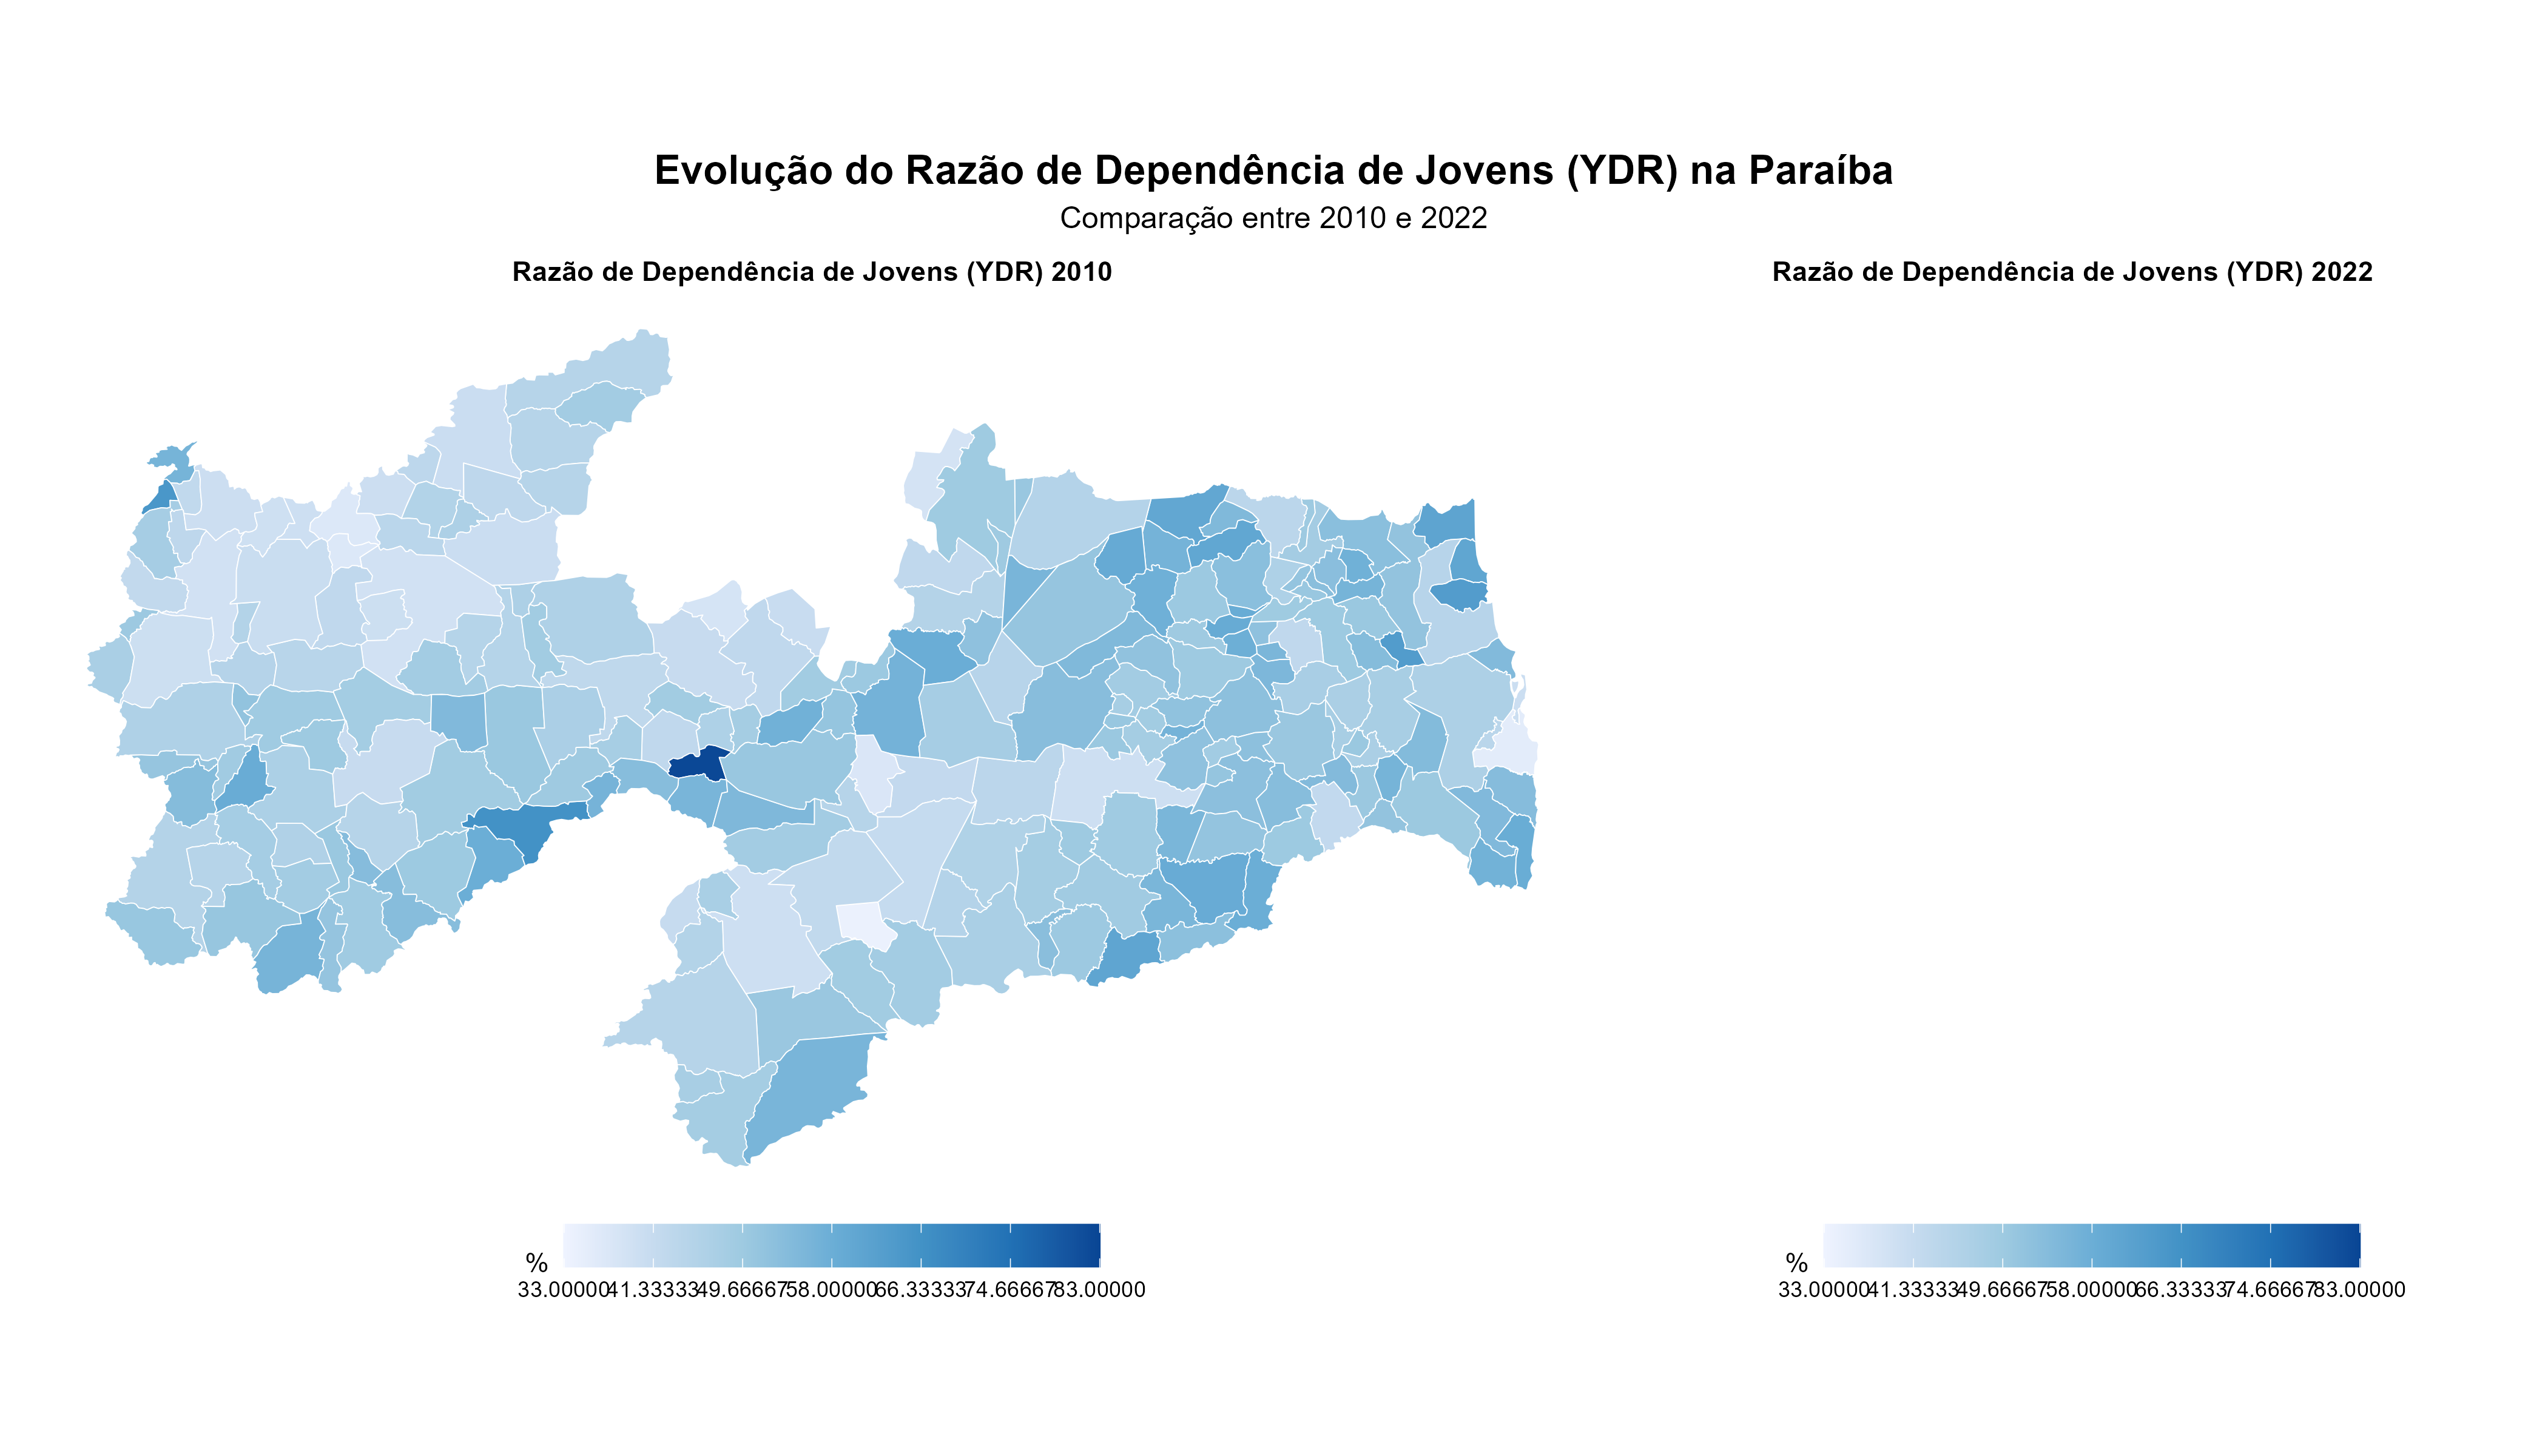 Evolução do Razão de Dependência de Jovens (YDR) na Paraíba
Comparação entre 2010 e 2022
Razão de Dependência de Jovens (YDR) 2010
Razão de Dependência de Jovens (YDR) 2022
%
33.00000 41.33333 49.66667 58.00000 66.33333 74.66667 83.00000
%
33.00000 41.33333 49.66667 58.00000 66.33333 74.66667 83.00000